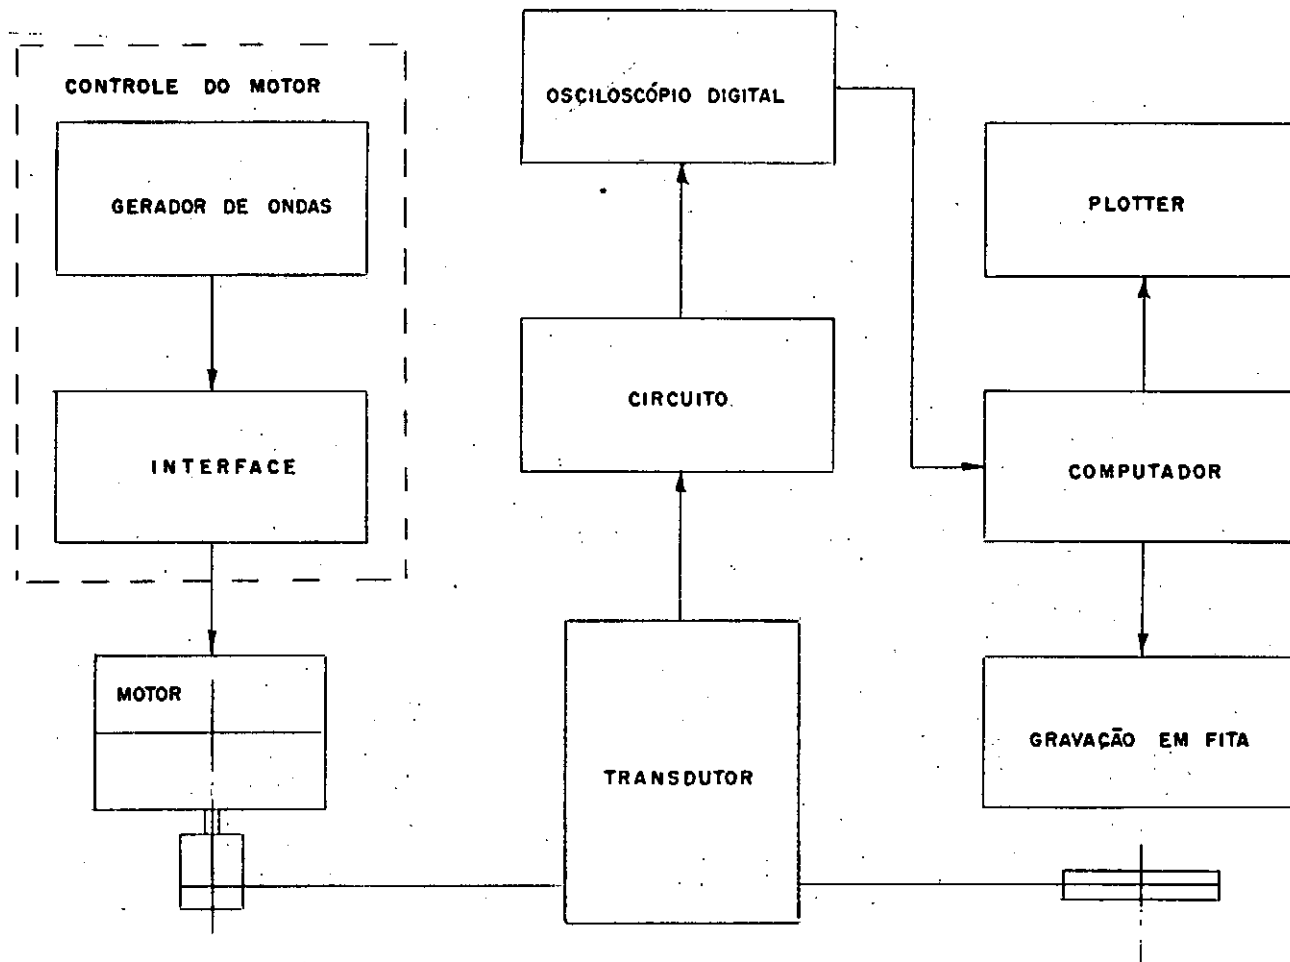 CONTROLE DO MOTOR
GERADOR DE ONDAS
INTERFACE
MOTOR
OSCILOSCÓPIO DIGITAL
CIRCUITO
TRANSDUTOR
PLOTTER
COMPUTADOR
GRAVAÇÃO EM FITA